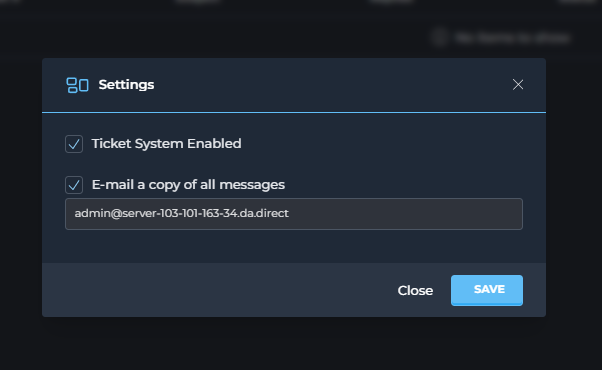 No items to show
Settings
Ticket System Enabled
E-mail a copy of all messages
admin@server-103-101-163-34.da.direct
Close
SAVE